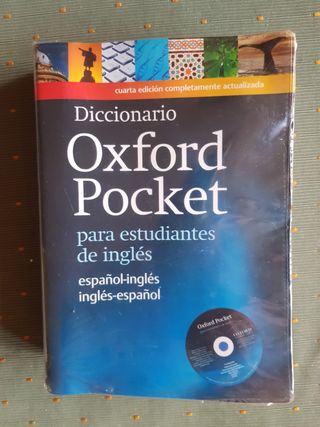 cuarta edición completamente actualizada
Diccionario
Oxford
Pocket
para estudiantes
de inglés
español-inglés
inglés-español
Oxford Pocket